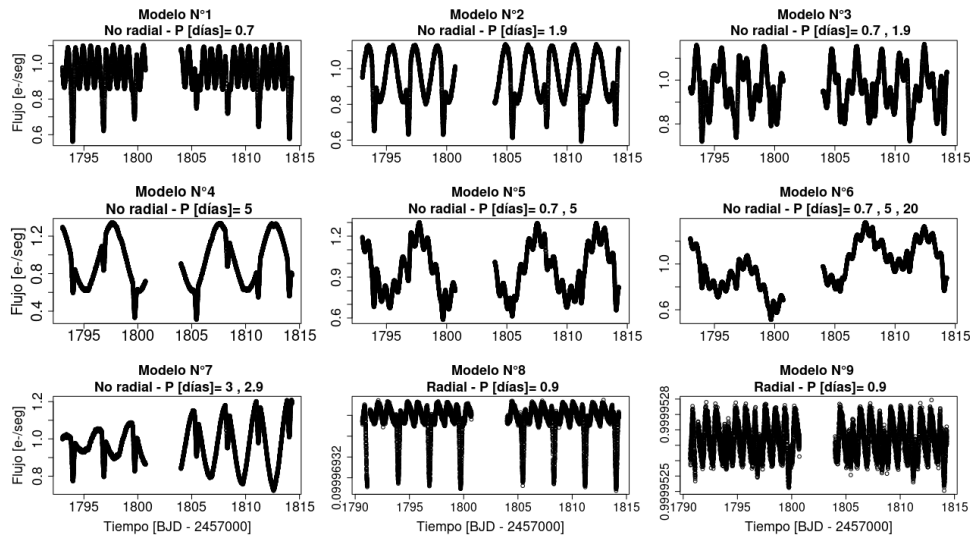 Modelo N°1
No radial - P [días]= 0.7
Modelo N°2
No radial - P [días]= 1.9
Modelo N°3
No radial - P [días]= 0.7 , 1.9
Flujo [e-/seg]
0.6 0.8 1.0
1795 1800 1805 1810 1815
0.6 0.8 1.0
1795 1800 1805 1810 1815
0.8 1.0
1795 1800 1805 1810 1815
Modelo N°4
No radial - P [días]= 5
Modelo N°5
No radial - P [días]= 0.7 , 5
Modelo N°6
No radial - P [días]= 0.7 , 5 , 20
Flujo [e-/seg]
0.4 0.8 1.2
1795 1800 1805 1810 1815
0.6 0.9 1.2
1795 1800 1805 1810 1815
0.6 1.0
1795 1800 1805 1810 1815
Modelo N°7
No radial - P [días]= 3 , 2.9
Modelo N°8
Radial - P [días]= 0.9
Modelo N°9
Radial - P [días]= 0.9
Flujo [e-/seg]
0.8 1.0 1.2
1795 1800 1805 1810 1815
0.9996932
1790 1795 1800 1805 1810 1815
0.9999525 0.9999528
1790 1795 1800 1805 1810 1815
Tiempo [BJD - 2457000]
Tiempo [BJD - 2457000]
Tiempo [BJD - 2457000]